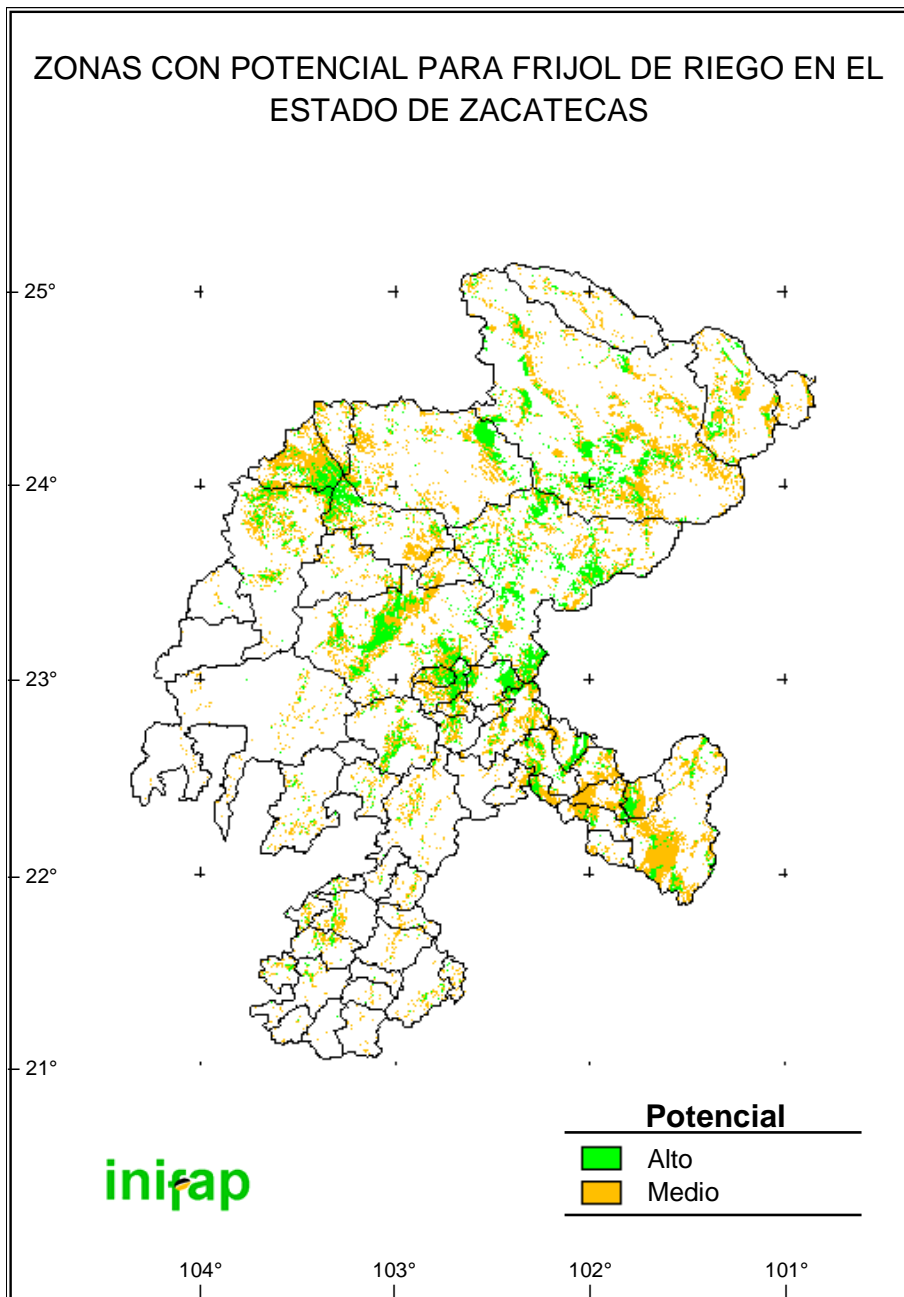 ZONAS CON POTENCIAL PARA FRIJOL DE RIEGO EN EL
ESTADO DE ZACATECAS
25°
24°
23°
22°
21°
Potencial
Alto
Medio
inifap
104°
103°
102°
101°